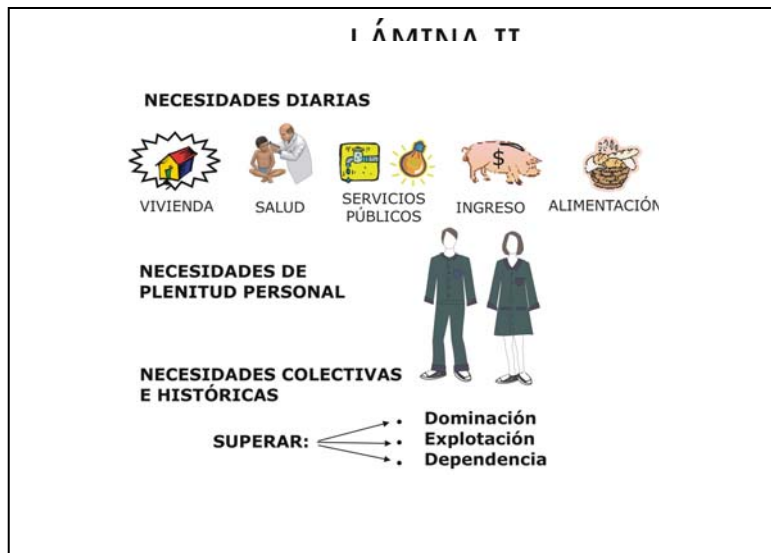 LÁMINA II
NECESIDADES DIARIAS
$
VIVIENDA
SALUD
SERVICIOS
PÚBLICOS
INGRESO
ALIMENTACIÓN
NECESIDADES DE
PLENITUD PERSONAL
NECESIDADES COLECTIVAS
E HISTÓRICAS
SUPERAR:
• Dominación
• Explotación
• Dependencia